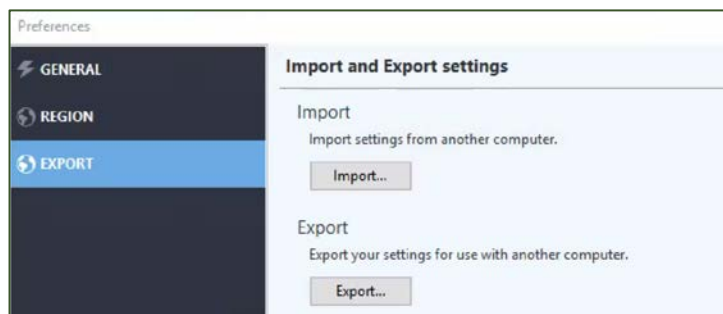 Preferences
GENERAL
REGION
EXPORT
Import and Export settings
Import
Import settings from another computer.
Import...
Export
Export your settings for use with another computer.
Export...